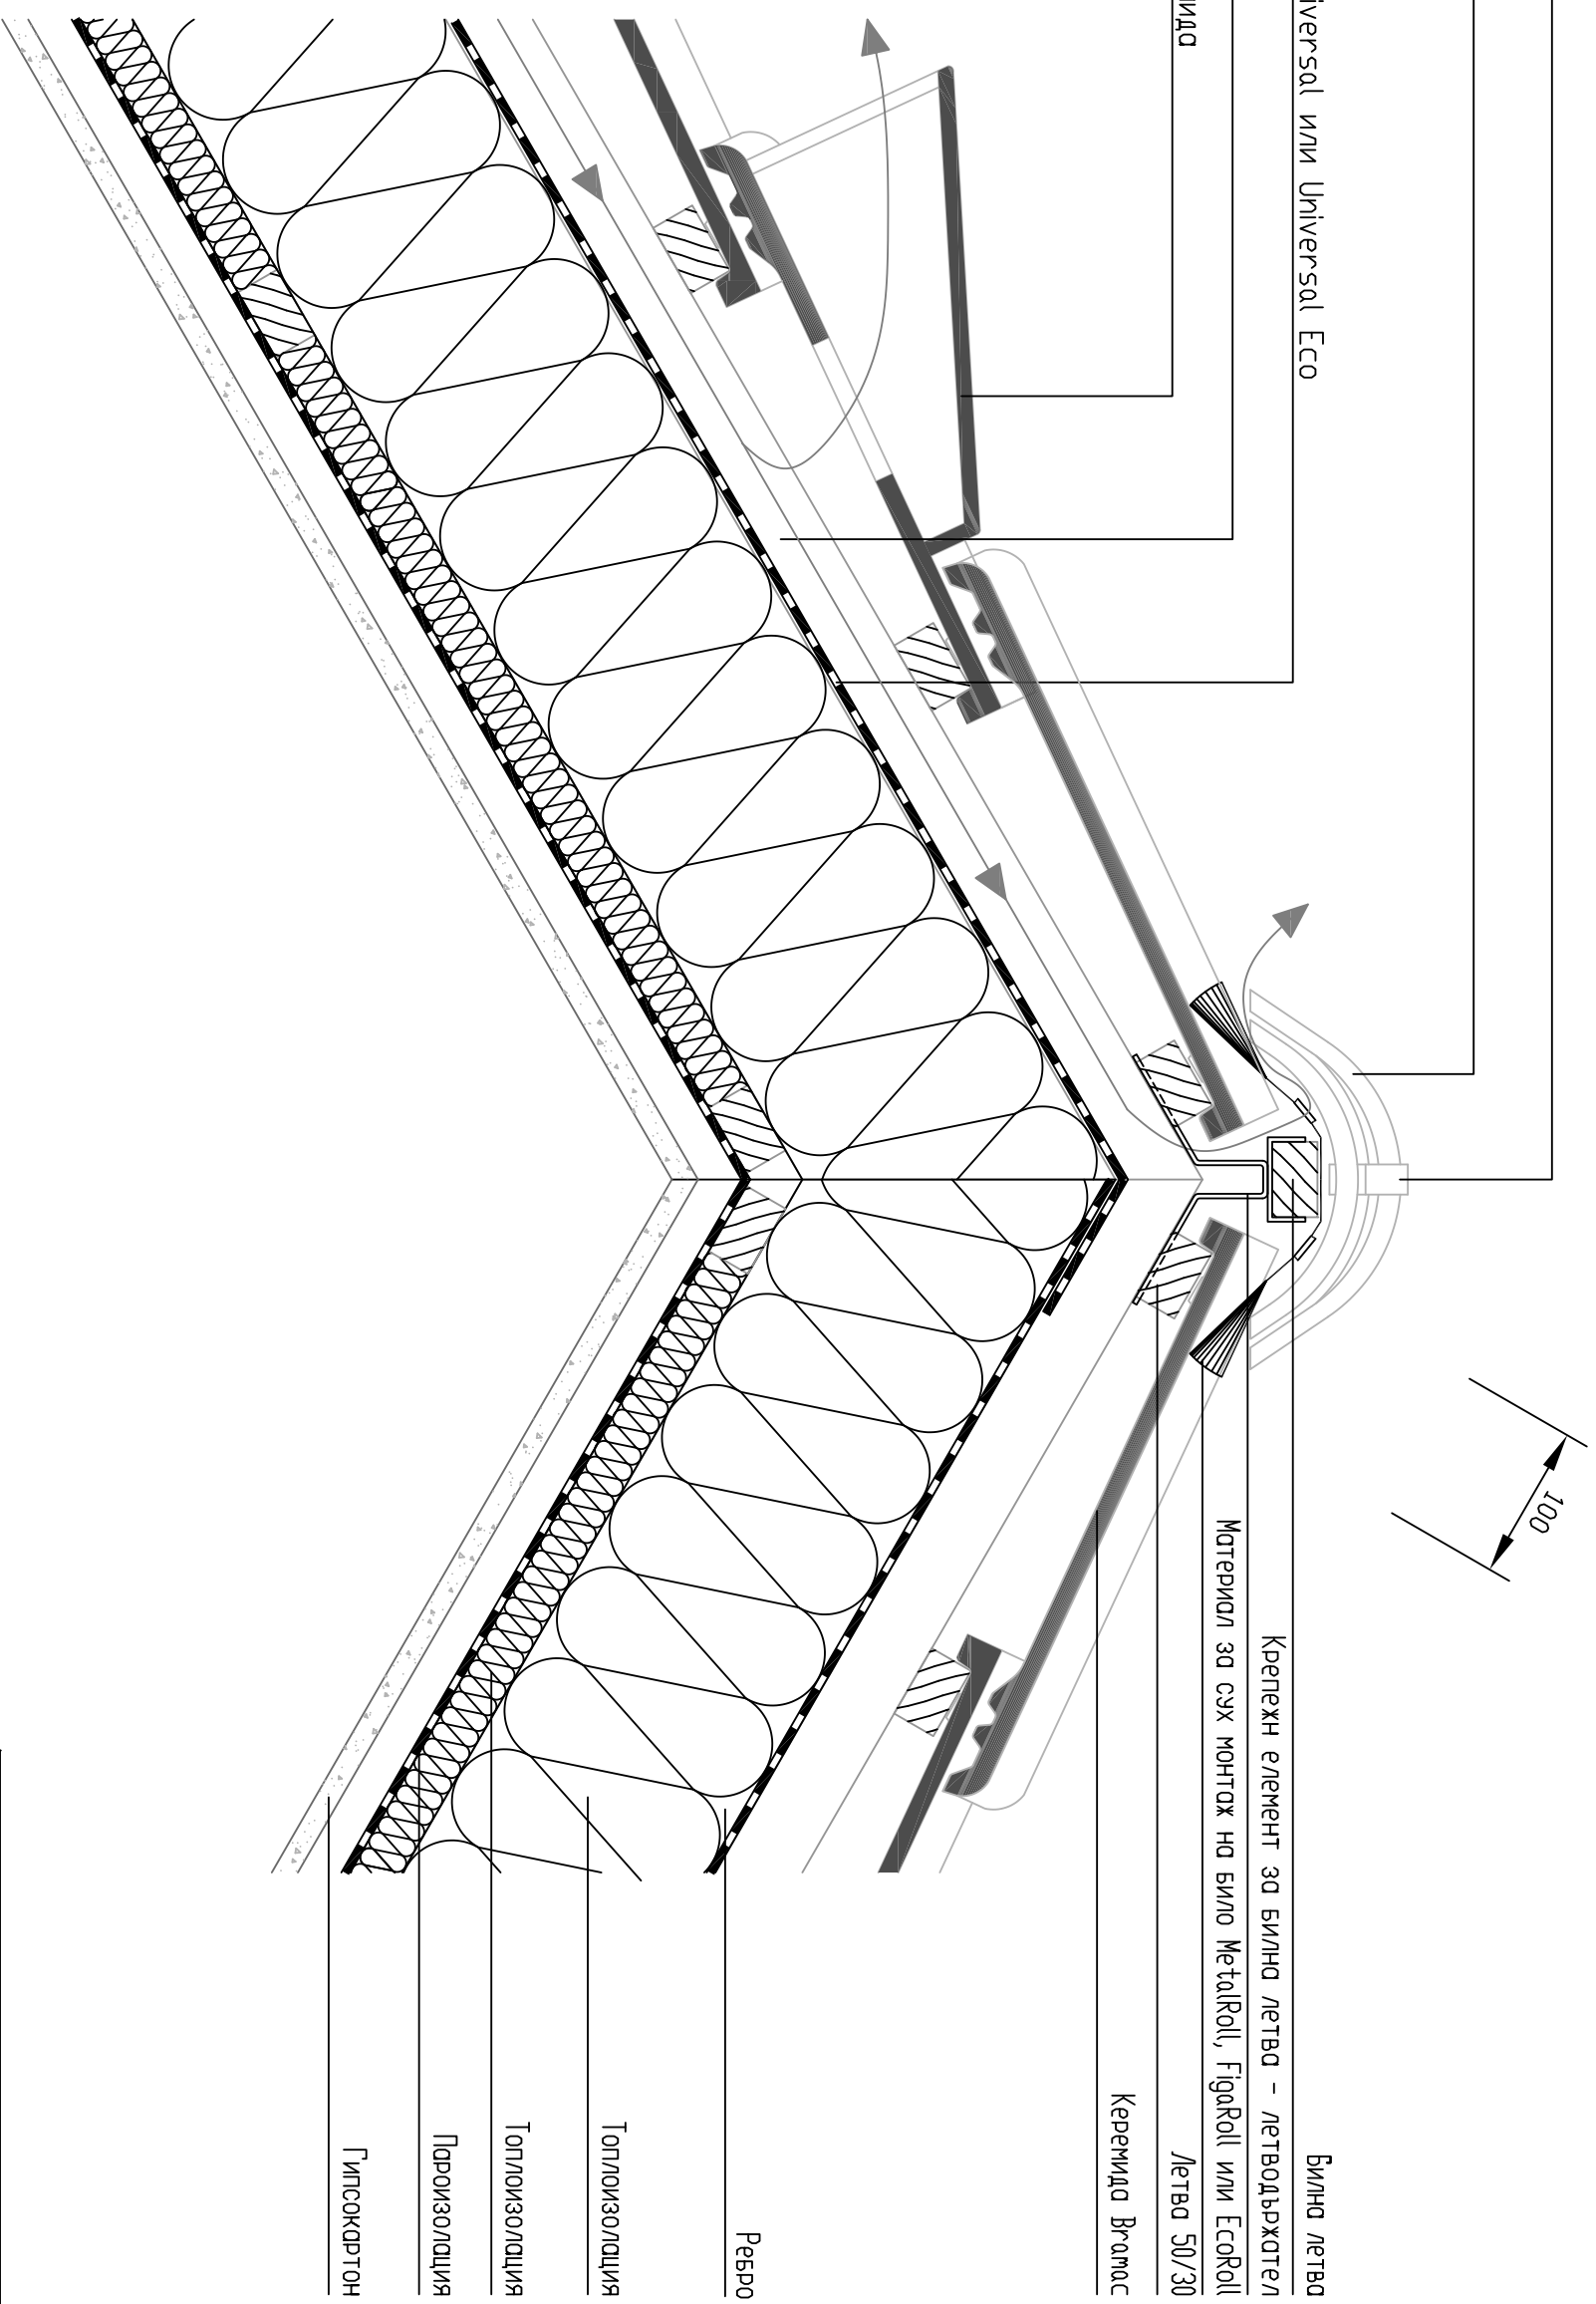 ида
iversal или Universal Eco
100
Билна летва
Крепежн елемент за билна летва - летводържател
Материал за сух монтаж на било MetalRoll, FigaRoll или EcoRoll
Летва 50/30
Керемида Bramac
Ребро
Топлоизолация
Топлоизолация
Пароизолация
Гипсокартон